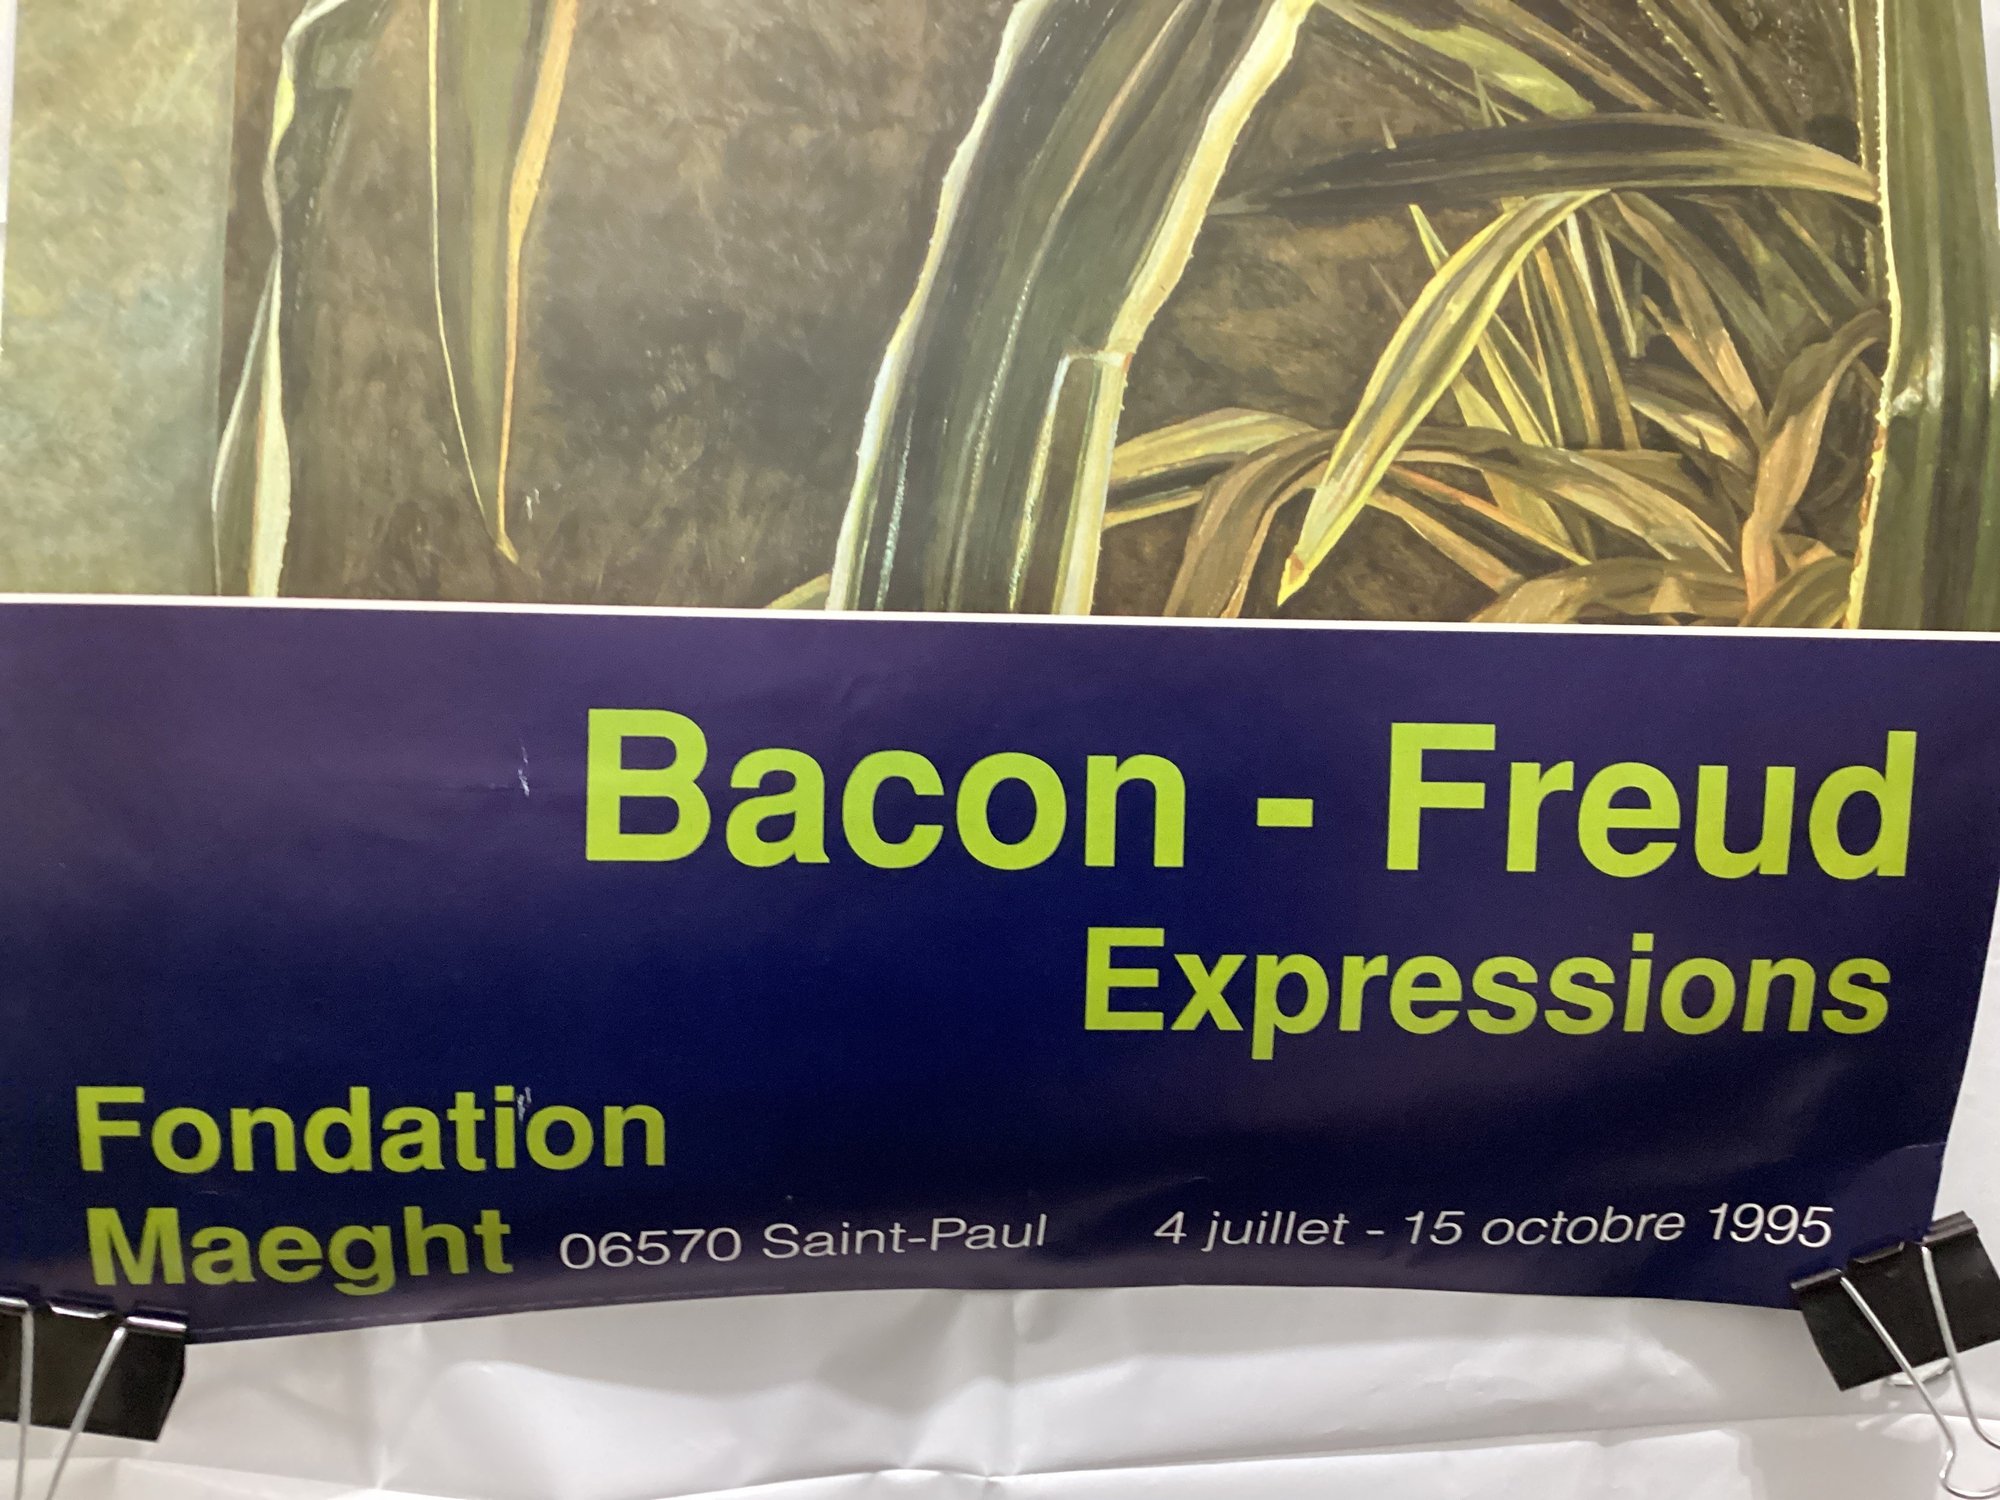 Bacon - Freud
Expressions
Fondation
Maeght 06570 Saint-Paul 4 juillet - 15 octobre 1995